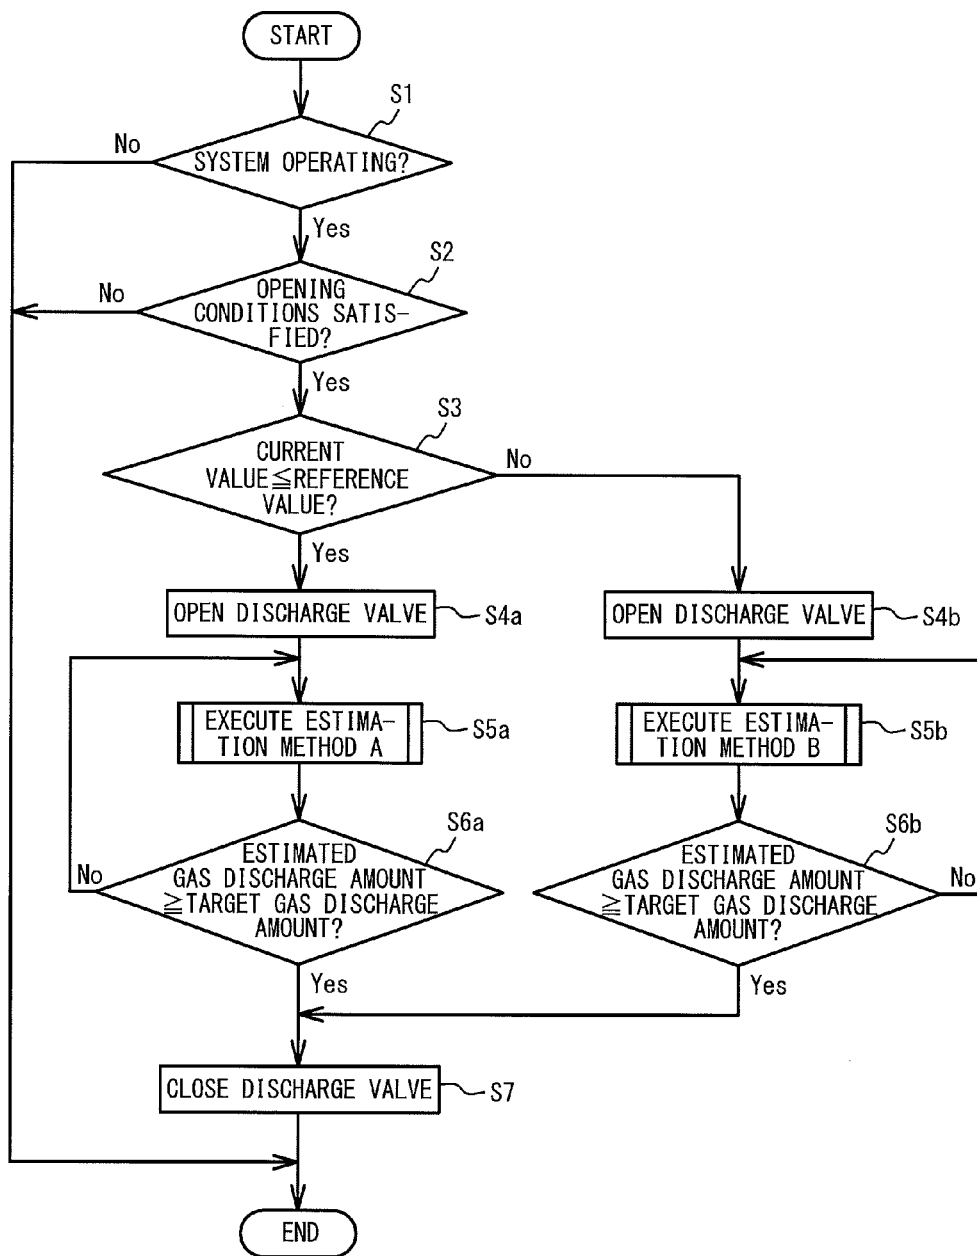 START
S1
No
SYSTEM OPERATING?
Yes
S2
No
OPENING
CONDITIONS SATIS-
FIED?
Yes
S3
CURRENT
VALUE≦REFERENCE
VALUE?
No
Yes
OPEN DISCHARGE VALVE
S4a
OPEN DISCHARGE VALVE
S4b
EXECUTE ESTIMA-
TION METHOD A
S5a
EXECUTE ESTIMA-
TION METHOD B
S5b
S6a
ESTIMATED
GAS DISCHARGE AMOUNT
≧TARGET GAS DISCHARGE
AMOUNT?
No
Yes
S6b
ESTIMATED
GAS DISCHARGE AMOUNT
≧TARGET GAS DISCHARGE
AMOUNT?
No
Yes
CLOSE DISCHARGE VALVE
S7
END